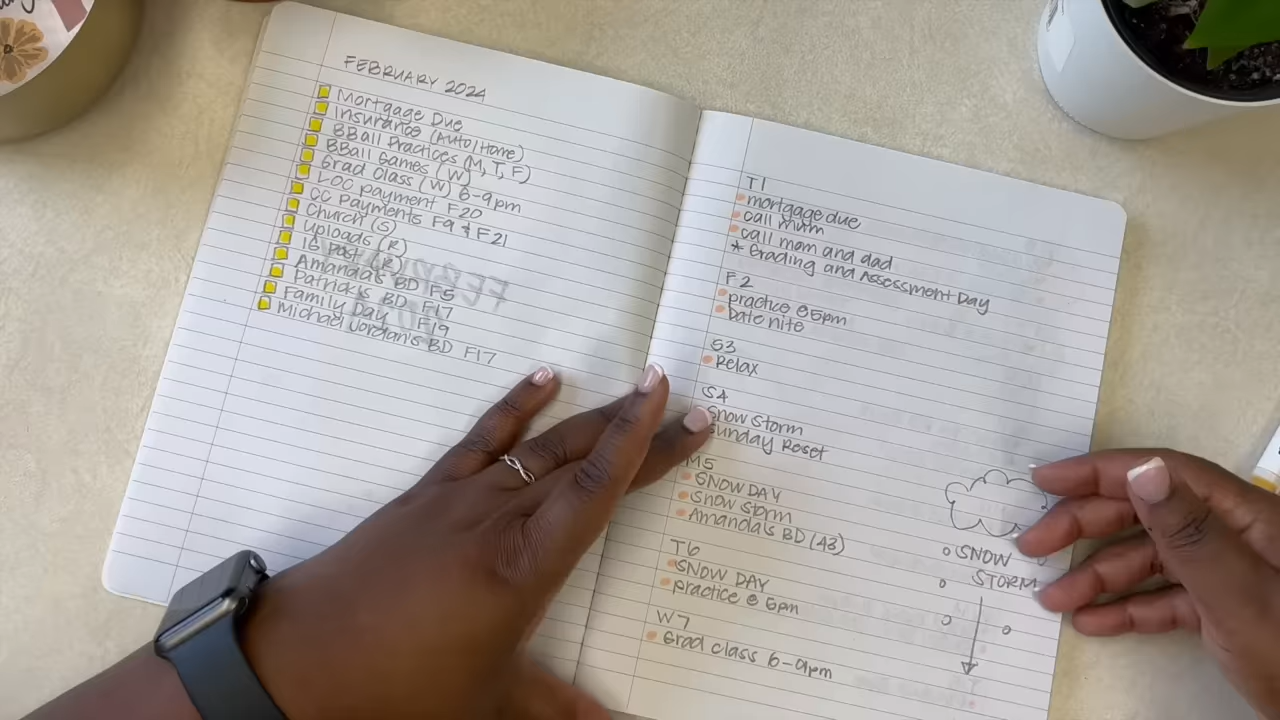 FEBRUARY 2024
Mortgage Due
Insurance (Auto/Home)
BBall Practices (M, T, F)
BBall Games (W)
Grad Class (W) 6-9pm
LOC payment F20
CC Payments F9 & F21
Church (S)
Uploads (R)
IG Post (R)
Amanda's BD F5
Patrick's BD F17
Family Day F19
Michael Jordan's BD F17
T1
mortgage due
call mum
call mom and dad
* Grading and Assessment Day
F2
practice @ 5pm
Date nite
S3
Relax
S4
Snow Storm
Sunday Reset
M5
SNOW DAY
Snow Storm
Amanda's BD (43)
T6
SNOW DAY
practice @ 5pm
W7
Grad class 6-9pm
SNOW
STORM